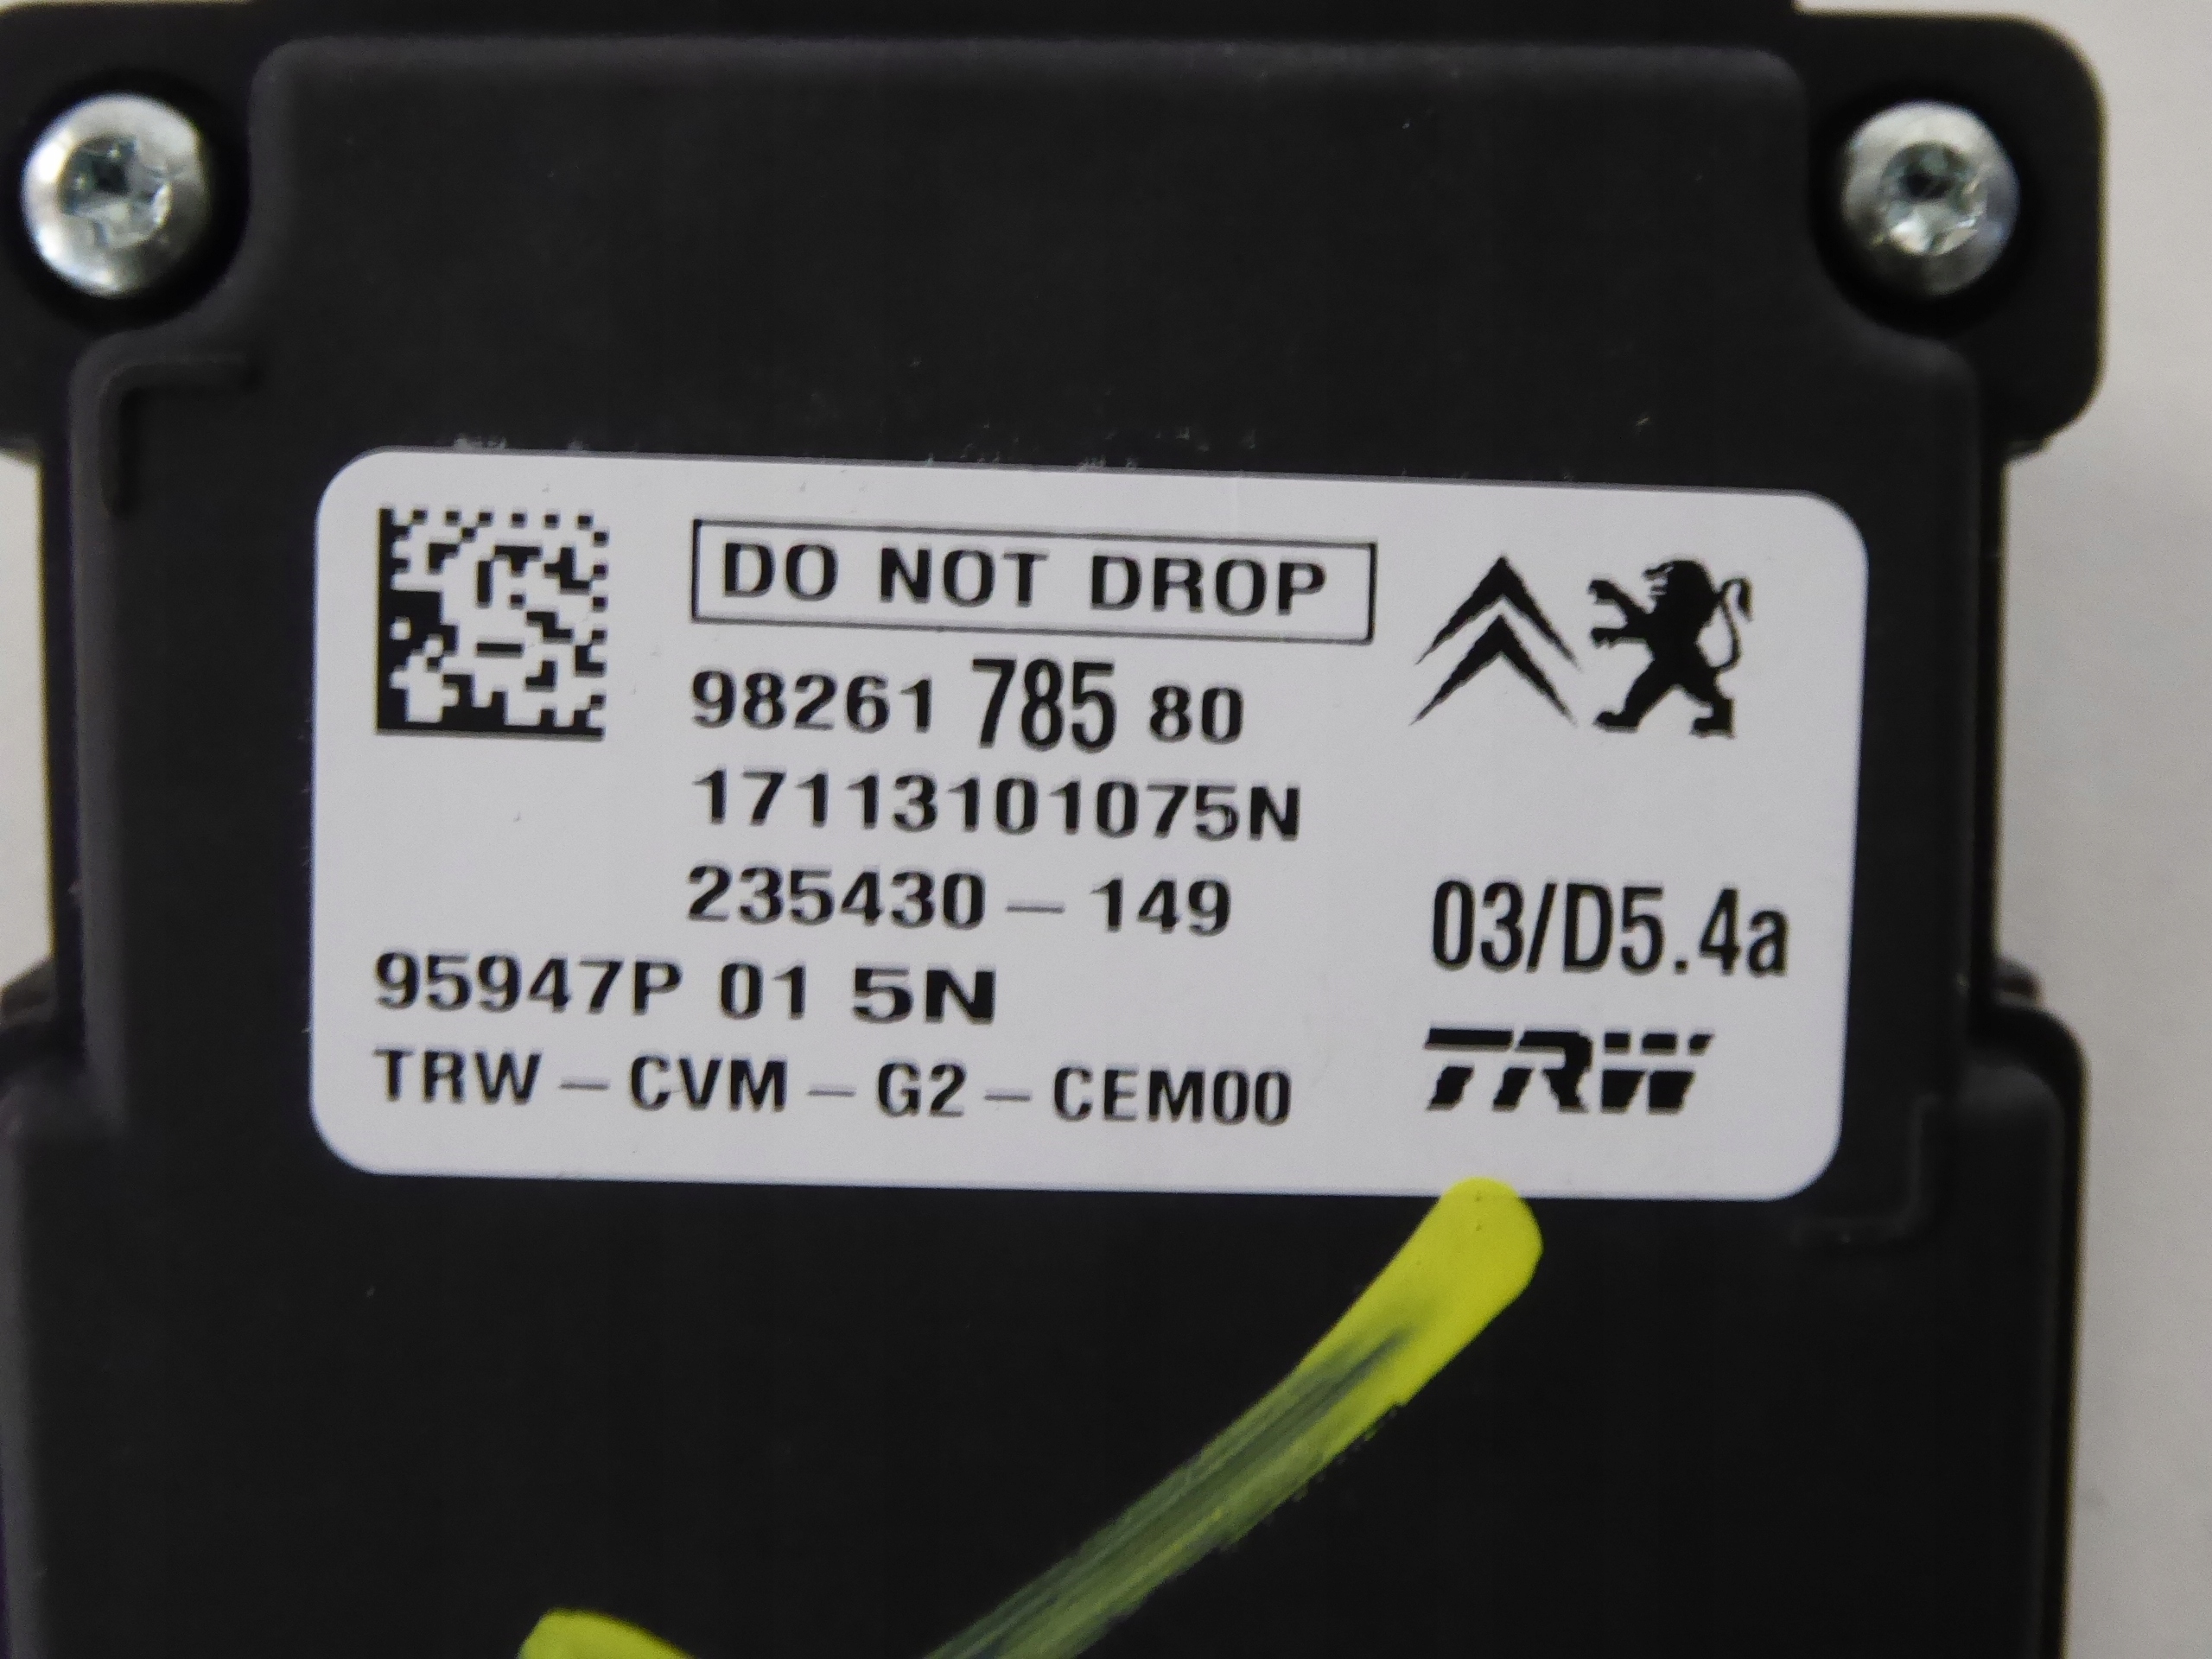 DO NOT DROP
98261 785 80
17113101075N
235430-149
03/D5.4a
95947P 01 5N
TRW-CVM-G2-CEM00
TRW